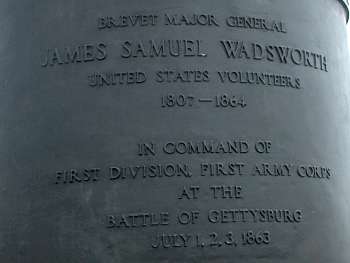 BREVET MAJOR GENERAL
JAMES SAMUEL WADSWORTH
UNITED STATES VOLUNTEERS
1807–1864
IN COMMAND OF
FIRST DIVISION, FIRST ARMY CORPS
AT THE
BATTLE OF GETTYSBURG
JULY 1, 2, 3, 1863